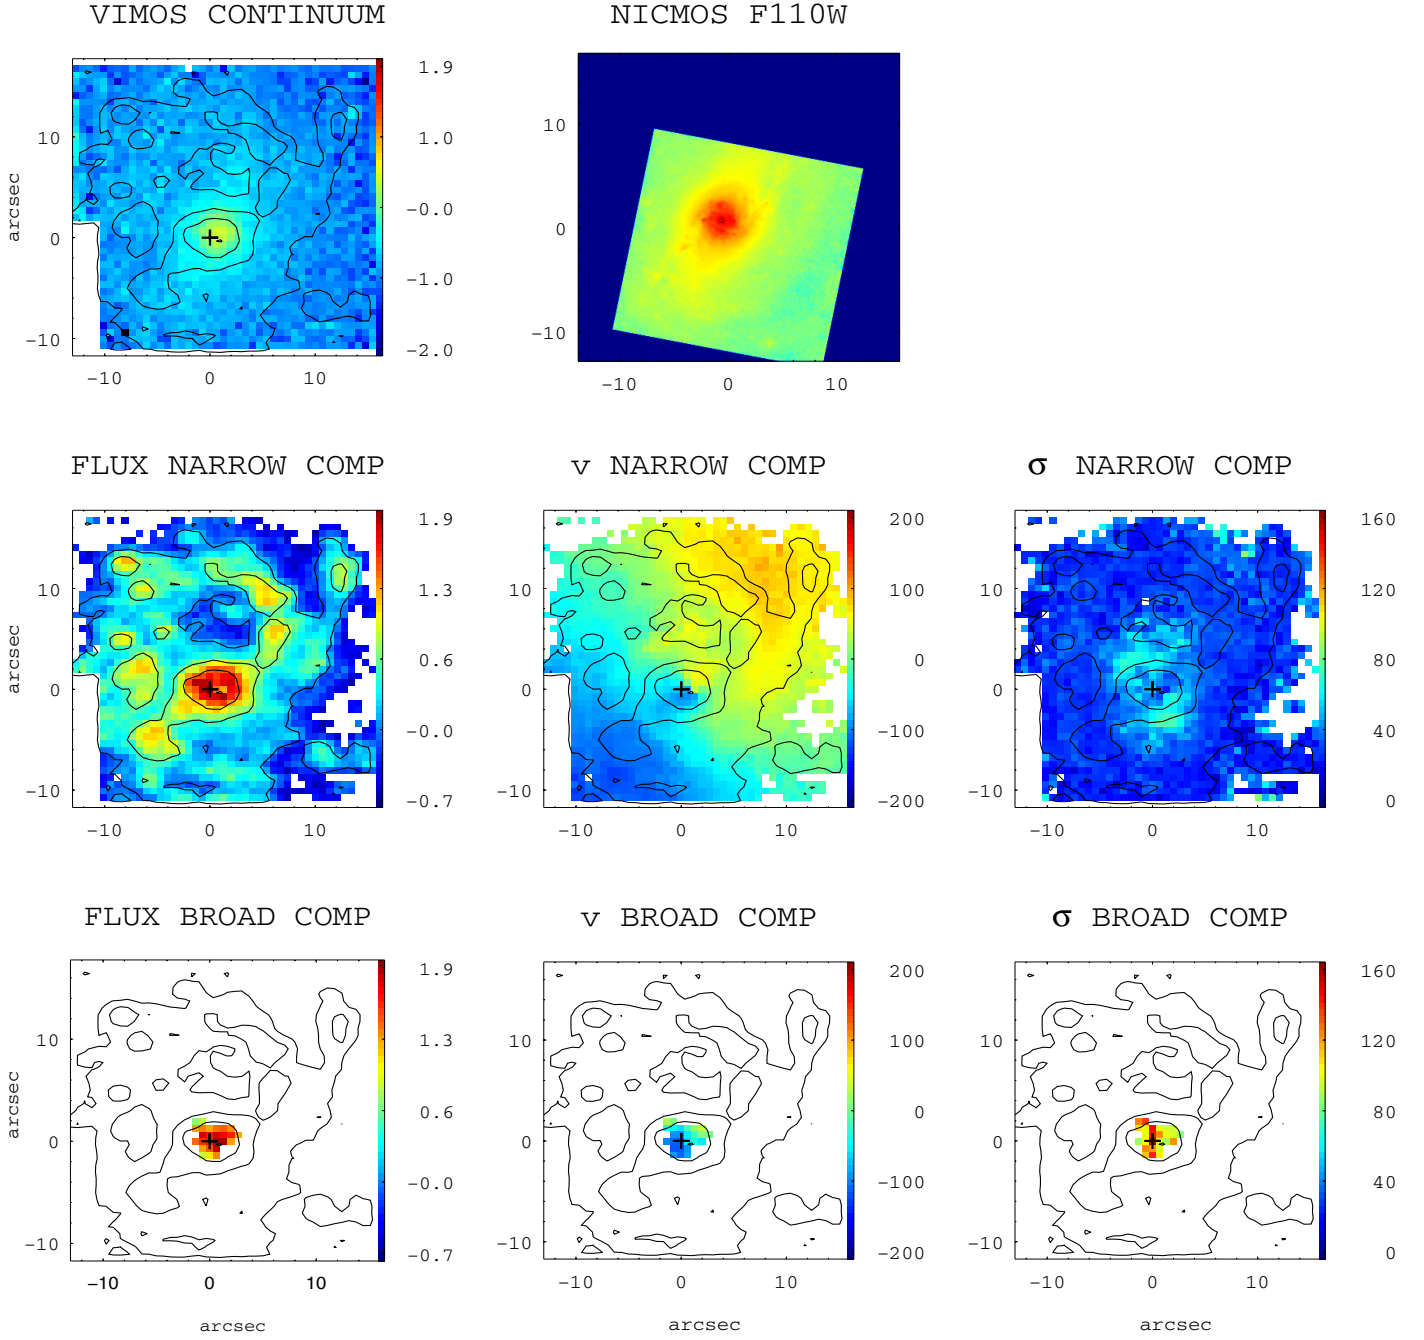 VIMOS CONTINUUM
NICMOS F110W
1.9
1.0
-0.0
-1.0
-2.0
10
0
-10
arcsec
-10 0 10
10
0
-10
-10 0 10
FLUX NARROW COMP
v NARROW COMP
σ NARROW COMP
1.9
1.3
0.6
-0.0
-0.7
10
0
-10
arcsec
-10 0 10
200
100
0
-100
-200
10
0
-10
-10 0 10
160
120
80
40
0
10
0
-10
-10 0 10
FLUX BROAD COMP
v BROAD COMP
σ BROAD COMP
1.9
1.3
0.6
-0.0
-0.7
10
0
-10
arcsec
-10 0 10
arcsec
200
100
0
-100
-200
10
0
-10
-10 0 10
arcsec
160
120
80
40
0
10
0
-10
-10 0 10
arcsec